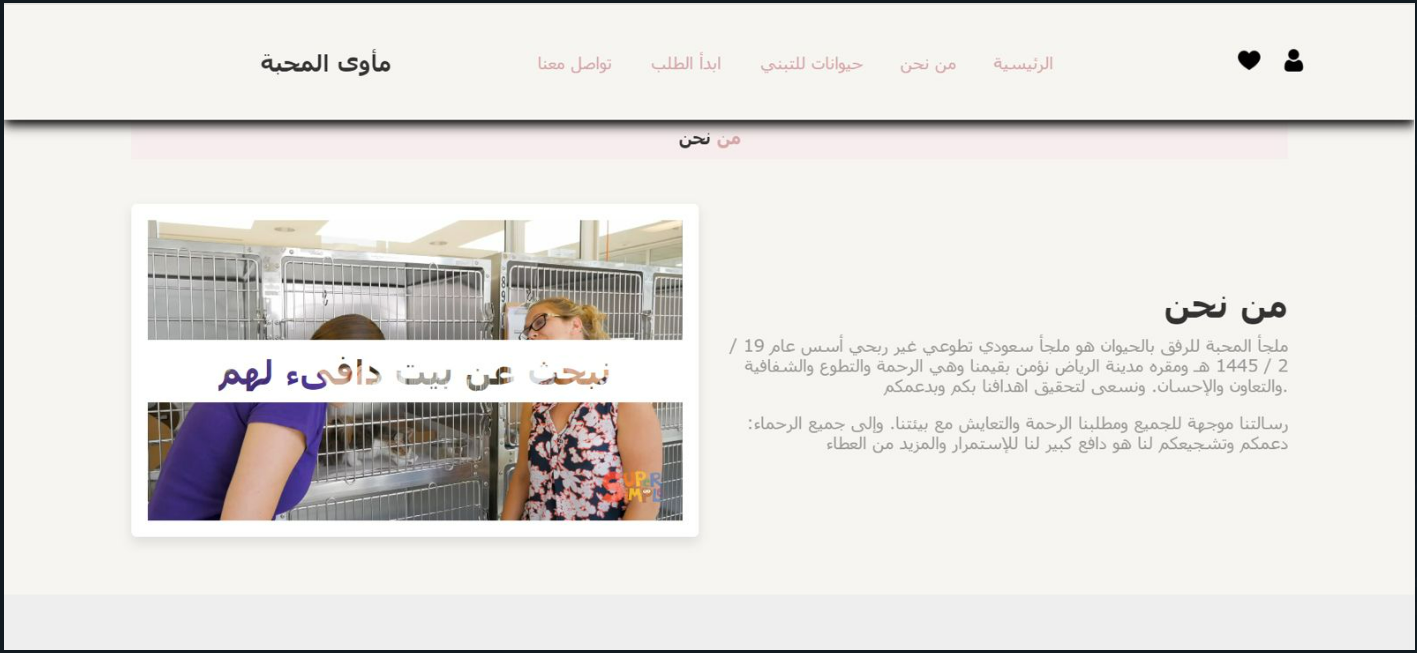 مأوى المحبة
الرئيسية
من نحن
حيوانات للتبني
ابدأ الطلب
تواصل معنا
من نحن
من نحن
ملجأ المحبة للرفق بالحيوان هو ملجأ سعودي تطوعي غير ربحي أسس عام 19 /
2 / 1445 هـ ومقره مدينة الرياض نؤمن بقيمنا وهي الرحمة والتطوع والشفافية
.والتعاون والإحسان. ونسعى لتحقيق اهدافنا بكم وبدعمكم
رسالتنا موجهة للجميع ومطلبنا الرحمة والتعايش مع بيئتنا. وإلى جميع الرحماء:
دعمكم وتشجيعكم لنا هو دافع كبير لنا للإستمرار والمزيد من العطاء
نبحث عن بيت دافىء لهم
SUPER
SIMPLE